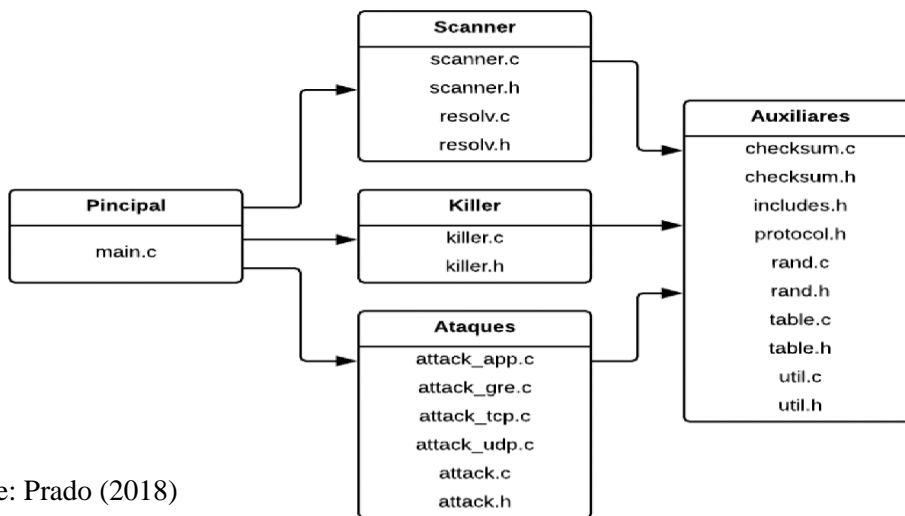 Scanner
scanner.c
scanner.h
resolv.c
resolv.h
Pincipal
main.c
Killer
killer.c
killer.h
Ataques
attack_app.c
attack_gre.c
attack_tcp.c
attack_udp.c
attack.c
attack.h
Auxiliares
checksum.c
checksum.h
includes.h
protocol.h
rand.c
rand.h
table.c
table.h
util.c
util.h
e: Prado (2018)